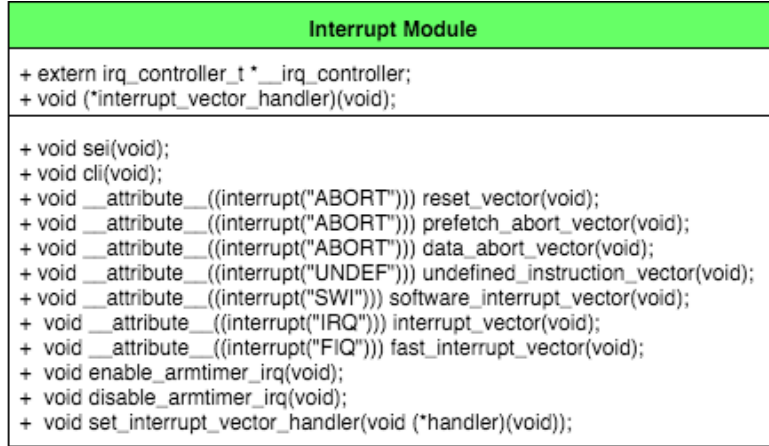 Interrupt Module
+ extern irq_controller_t *__irq_controller;
+ void (*interrupt_vector_handler)(void);
+ void sei(void);
+ void cli(void);
+ void __attribute__((interrupt("ABORT"))) reset_vector(void);
+ void __attribute__((interrupt("ABORT"))) prefetch_abort_vector(void);
+ void __attribute__((interrupt("ABORT"))) data_abort_vector(void);
+ void __attribute__((interrupt("UNDEF"))) undefined_instruction_vector(void);
+ void __attribute__((interrupt("SWI"))) software_interrupt_vector(void);
+ void __attribute__((interrupt("IRQ"))) interrupt_vector(void);
+ void __attribute__((interrupt("FIQ"))) fast_interrupt_vector(void);
+ void enable_armtimer_irq(void);
+ void disable_armtimer_irq(void);
+ void set_interrupt_vector_handler(void (*handler)(void));